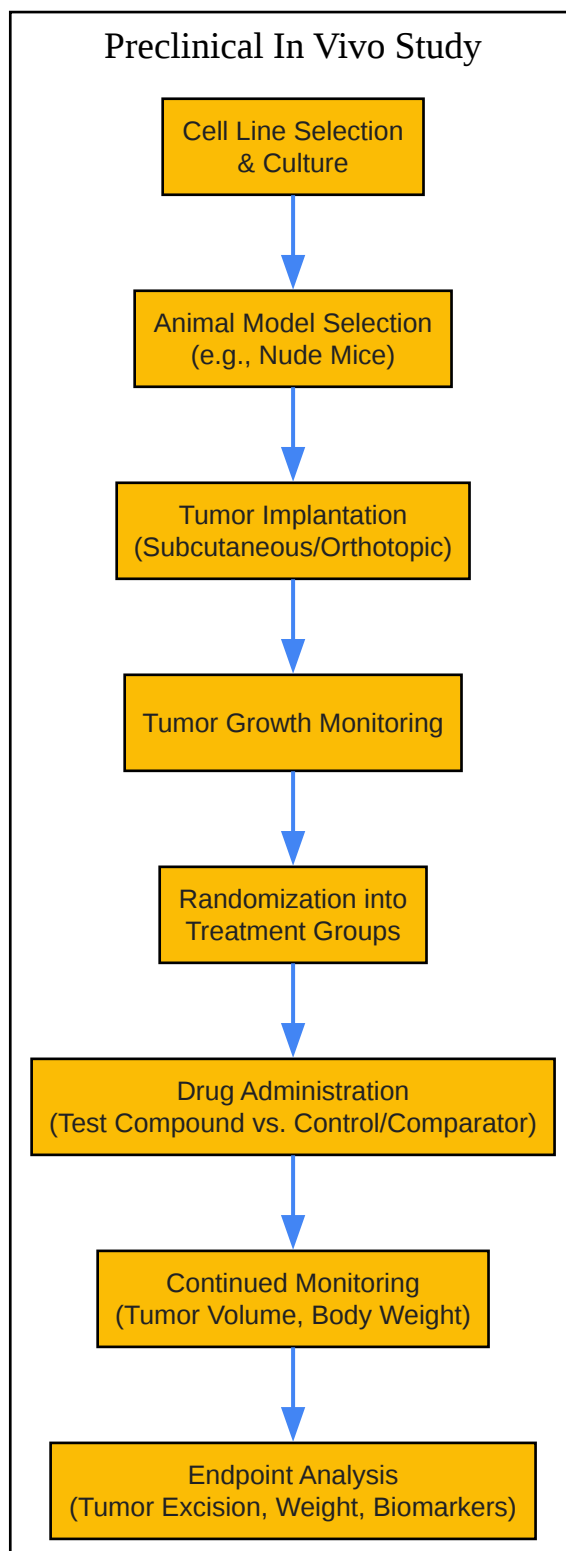 Preclinical In Vivo Study
Cell Line Selection
& Culture
Animal Model Selection
(e.g., Nude Mice)
Tumor Implantation
(Subcutaneous/Orthotopic)
Tumor Growth Monitoring
Randomization into
Treatment Groups
Drug Administration
(Test Compound vs. Control/Comparator)
Continued Monitoring
(Tumor Volume, Body Weight)
Endpoint Analysis
(Tumor Excision, Weight, Biomarkers)